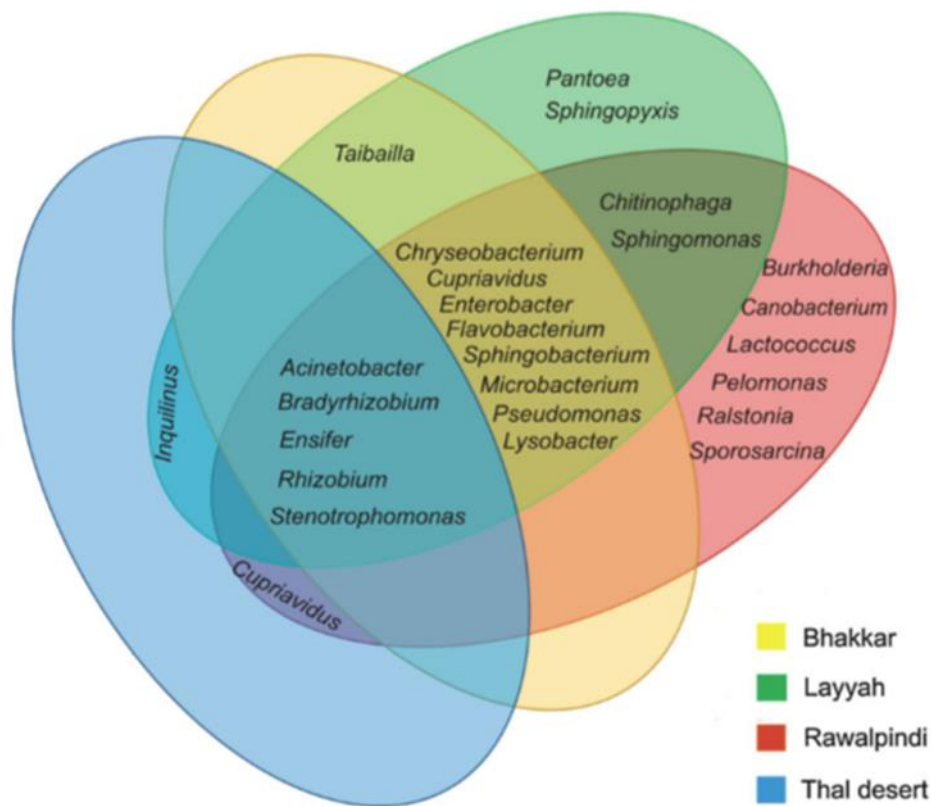 Pantoea
Sphingopyxis
Taibailla
Chitinophaga
Sphingomonas
Chryseobacterium
Cupriavidus
Enterobacter
Flavobacterium
Sphingobacterium
Microbacterium
Pseudomonas
Lysobacter
Burkholderia
Canobacterium
Lactococcus
Pelomonas
Ralstonia
Sporosarcina
Acinetobacter
Bradyrhizobium
Ensifer
Rhizobium
Stenotrophomonas
Inquilinus
Cupriavidus
Bhakkar
Layyah
Rawalpindi
Thal desert